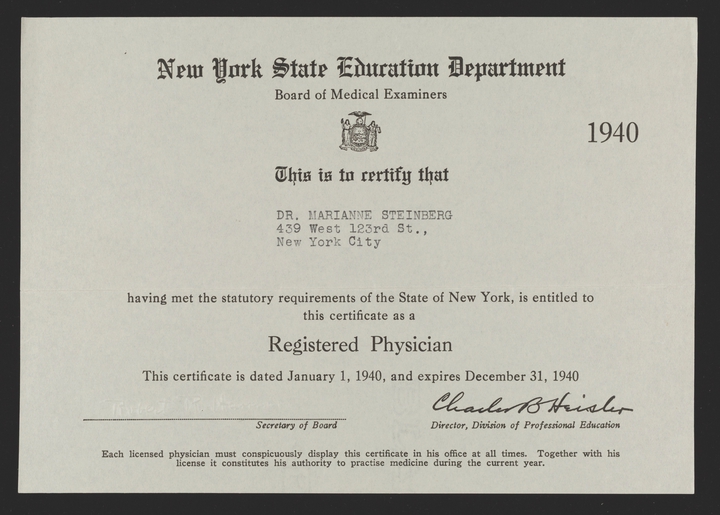 New York State Education Department
Board of Medical Examiners
1940
This is to certify that
DR. MARIANNE STEINBERG
439 West 123rd St.,
New York City
having met the statutory requirements of the State of New York, is entitled to
this certificate as a
Registered Physician
This certificate is dated January 1, 1940, and expires December 31, 1940
Charles B Heisler
Secretary of Board
Director, Division of Professional Education
Each licensed physician must conspicuously display this certificate in his office at all times. Together with his
license it constitutes his authority to practise medicine during the current year.